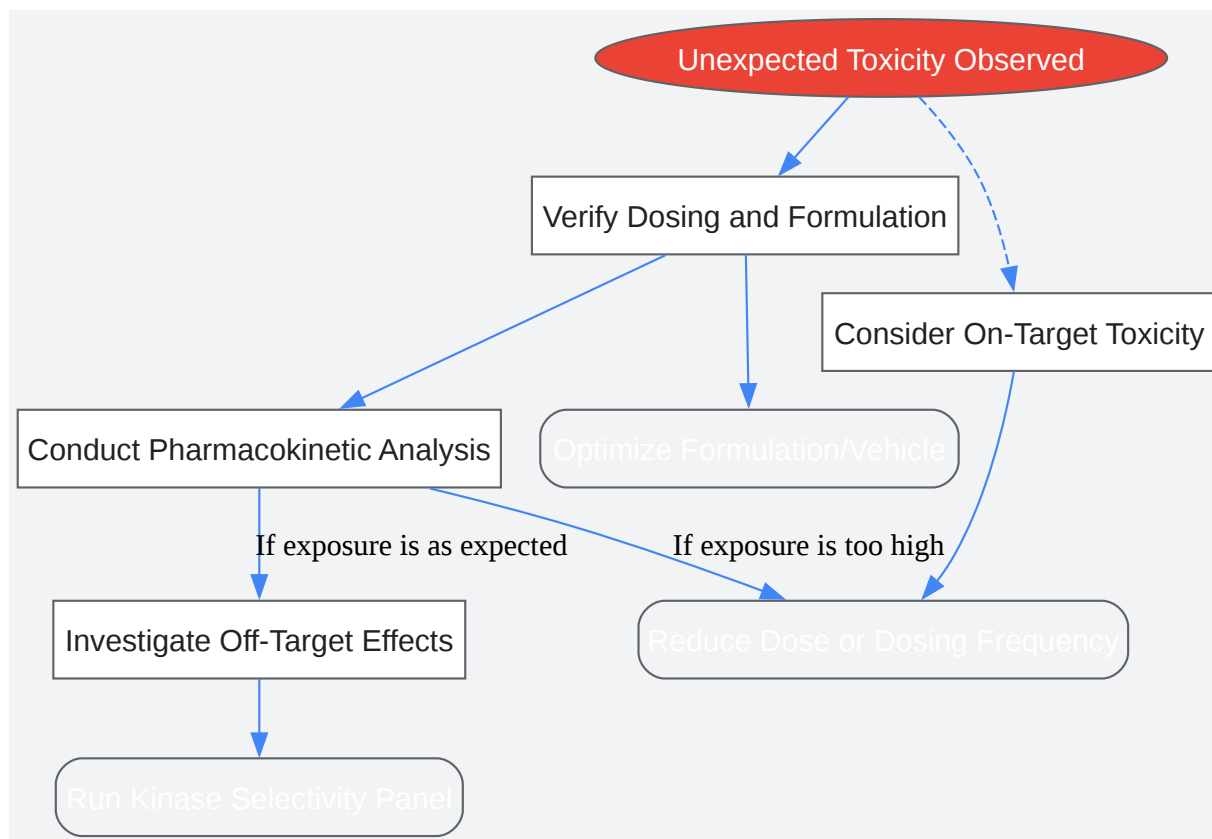 Unexpected Toxicity Observed
Verify Dosing and Formulation
Consider On-Target Toxicity
Conduct Pharmacokinetic Analysis
Optimize Formulation/Vehicle
If exposure is as expected
If exposure is too high
Investigate Off-Target Effects
Reduce Dose or Dosing Frequency
Run Kinase Selectivity Panel